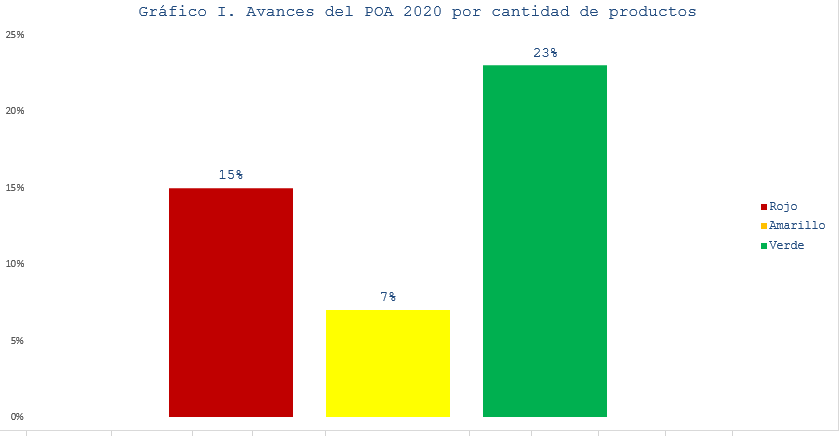 Gráfico I. Avances del POA 2020 por cantidad de productos
25%
23%
20%
15%
15%
Rojo
Amarillo
Verde
10%
7%
5%
0%